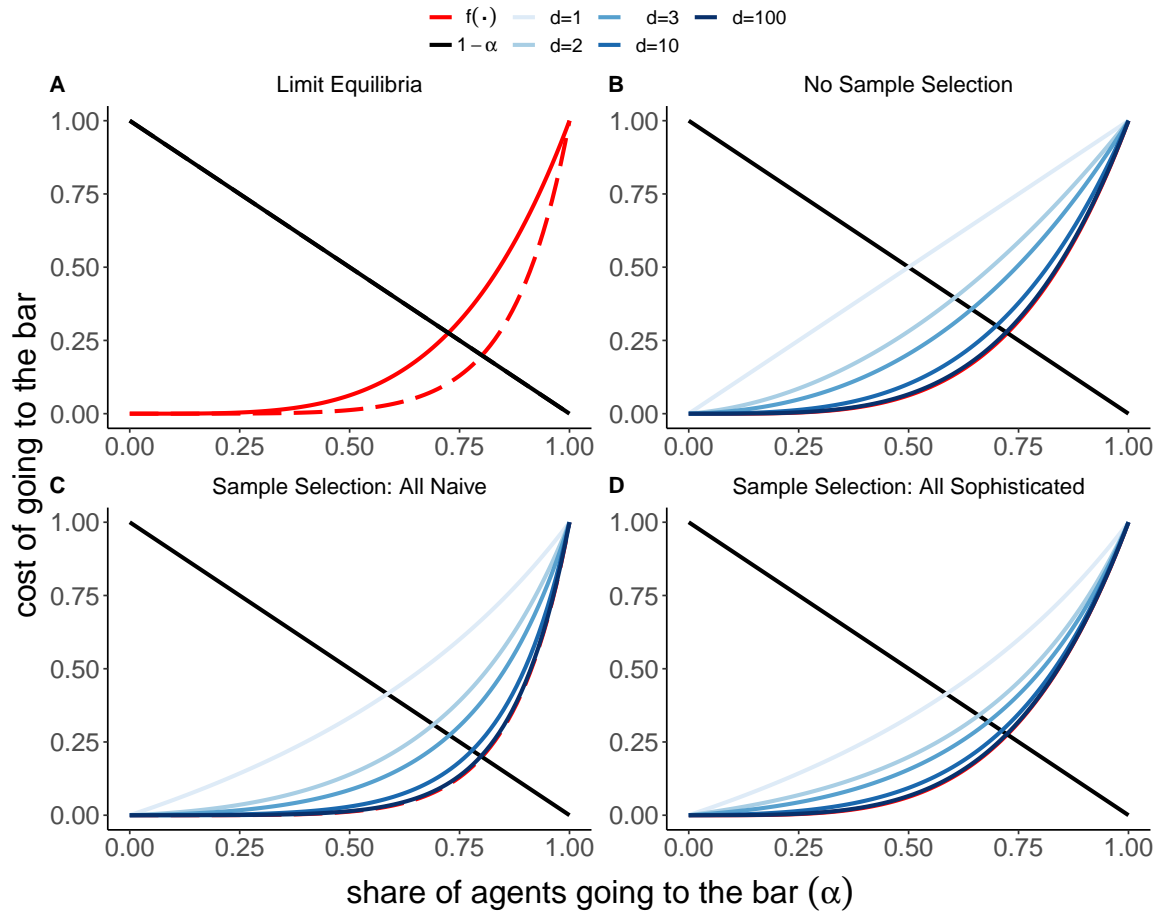 f(·) d=1 d=3 d=100
1−α d=2 d=10
A Limit Equilibria
B No Sample Selection
1.00
0.75
0.50
0.25
0.00
0.00 0.25 0.50 0.75 1.00
1.00
0.75
0.50
0.25
0.00
0.00 0.25 0.50 0.75 1.00
C Sample Selection: All Naive
D Sample Selection: All Sophisticated
1.00
0.75
0.50
0.25
0.00
0.00 0.25 0.50 0.75 1.00
1.00
0.75
0.50
0.25
0.00
0.00 0.25 0.50 0.75 1.00
cost of going to the bar
share of agents going to the bar (α)